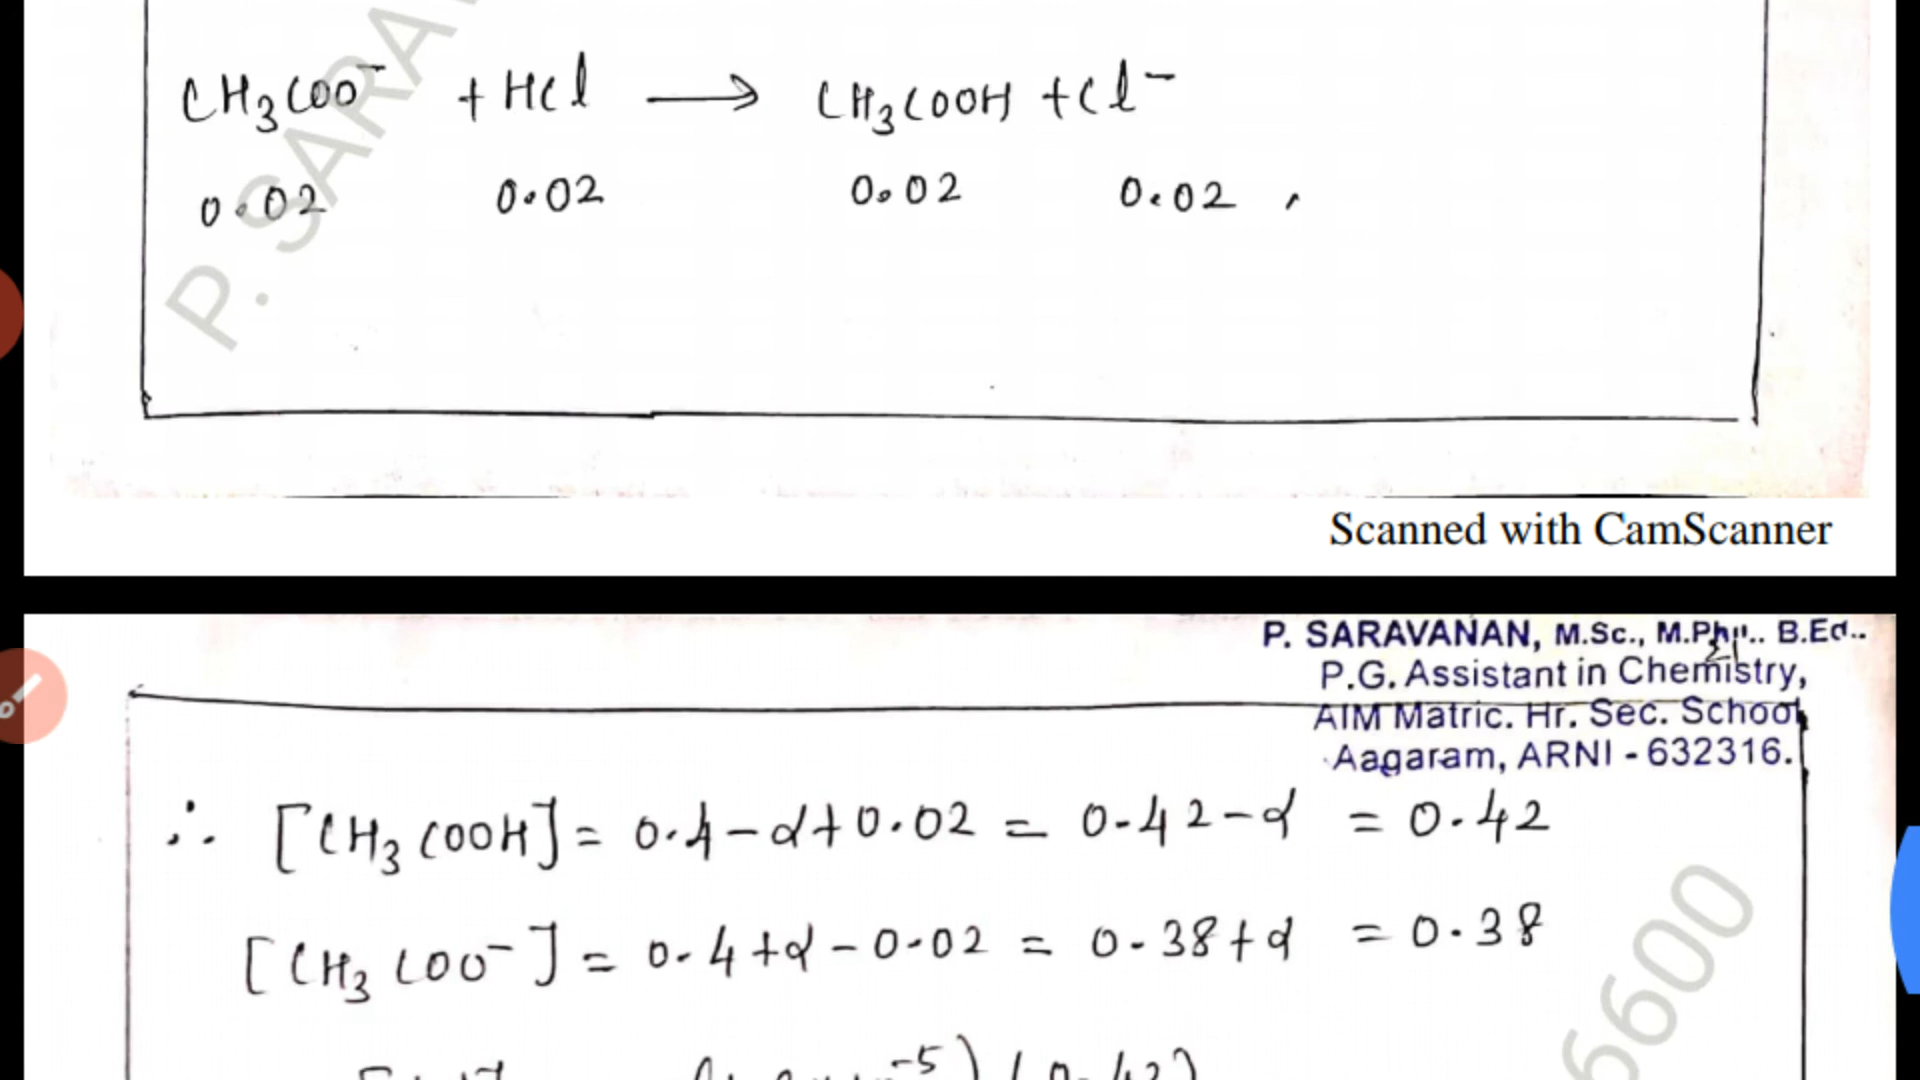 CH₃COO⁻ + HCl ⟶ CH₃COOH + Cl⁻
0.02 0.02 0.02 0.02
P. SARA
Scanned with CamScanner
P. SARAVANAN, M.Sc., M.Phil.. B.Ed..
P.G. Assistant in Chemistry,
AIM Matric. Hr. Sec. School,
Aagaram, ARNI - 632316.
∴ [CH₃COOH] = 0.4-α+0.02 = 0.42-α = 0.42
[CH₃COO⁻] = 0.4+α-0.02 = 0.38+α = 0.38
6600